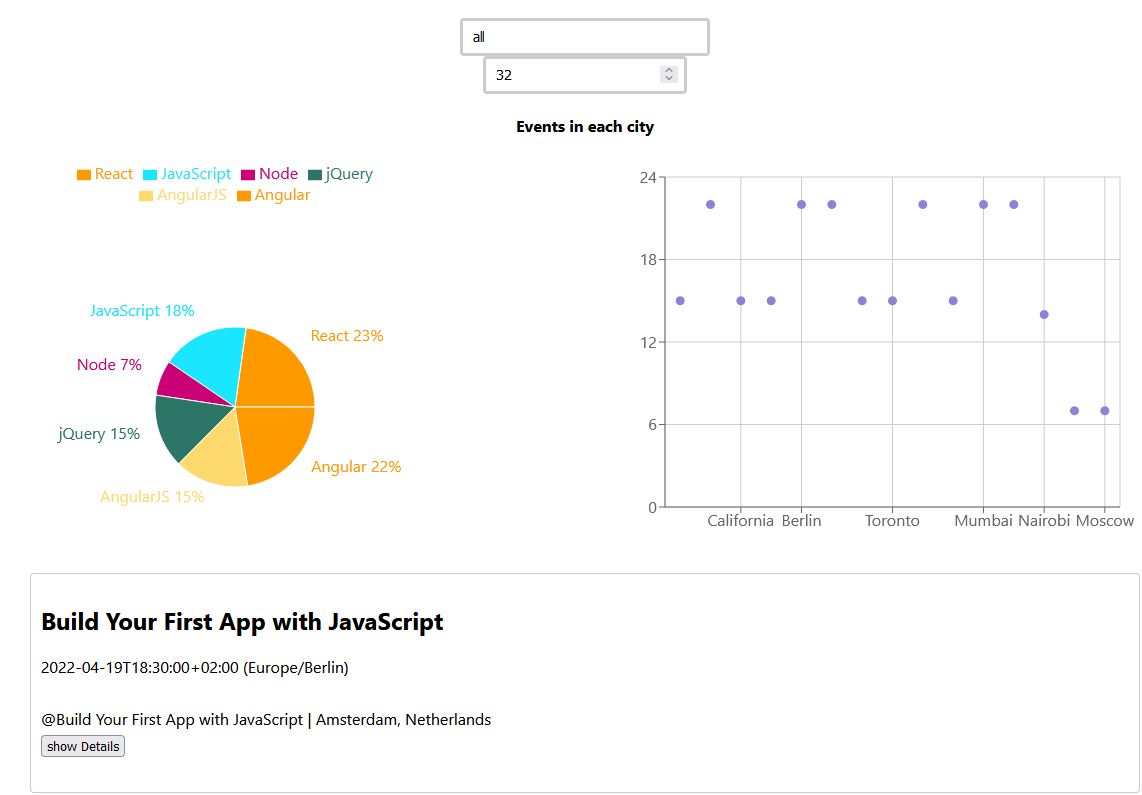 all
32
Events in each city
React JavaScript Node jQuery
AngularJS Angular
JavaScript 18%
React 23%
Node 7%
jQuery 15%
Angular 22%
AngularJS 15%
24
18
12
6
0
California Berlin Toronto Mumbai Nairobi Moscow
Build Your First App with JavaScript
2022-04-19T18:30:00+02:00 (Europe/Berlin)
@Build Your First App with JavaScript | Amsterdam, Netherlands
show Details